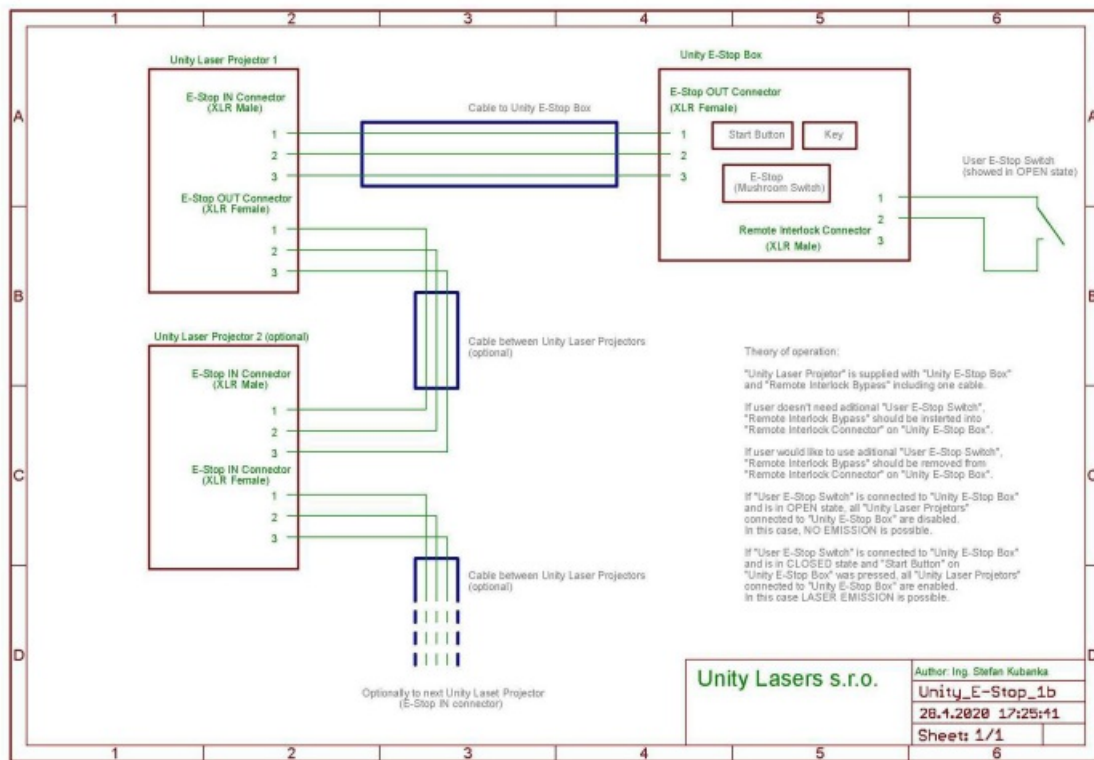 1 2 3 4 5 6
A
B
C
D
Unity Laser Projector 1
E-Stop IN Connector
(XLR Male)
1
2
3
E-Stop OUT Connector
(XLR Female)
1
2
3
Cable to Unity E-Stop Box
Unity E-Stop Box
E-Stop OUT Connector
(XLR Female)
1
2
3
Start Button
Key
E-Stop
(Mushroom Switch)
1
2
3
Remote Interlock Connector
(XLR Male)
User E-Stop Switch
(showed in OPEN state)
Cable between Unity Laser Projectors
(optional)
Unity Laser Projector 2 (optional)
E-Stop IN Connector
(XLR Male)
1
2
3
E-Stop IN Connector
(XLR Female)
1
2
3
Cable between Unity Laser Projectors
(optional)
Optionally to next Unity Laset Projector
(E-Stop IN connector)
Theory of operation:
"Unity Laser Projetor" is supplied with "Unity E-Stop Box"
and "Remote Interlock Bypass" including one cable.
If user doesn't need aditional "User E-Stop Switch",
"Remote Interlock Bypass" should be insterted into
"Remote Interlock Connector" on "Unity E-Stop Box".
If user would like to use aditional "User E-Stop Switch",
"Remote Interlock Bypass" should be removed from
"Remote Interlock Connector" on "Unity E-Stop Box".
If "User E-Stop Switch" is connected to "Unity E-Stop Box"
and is in OPEN state, all "Unity Laser Projetors"
connected to "Unity E-Stop Box" are disabled.
In this case, NO EMISSION is possible.
If "User E-Stop Switch" is connected to "Unity E-Stop Box"
and is in CLOSED state and "Start Button" on
"Unity E-Stop Box" was pressed, all "Unity Laser Projetors"
connected to "Unity E-Stop Box" are enabled.
In this case LASER EMISSION is possible.
Unity Lasers s.r.o.
Author: Ing. Stefan Kubanka
Unity_E-Stop_1b
28.4.2020 17:25:41
Sheet: 1/1
A
B
C
D
1 2 3 4 5 6